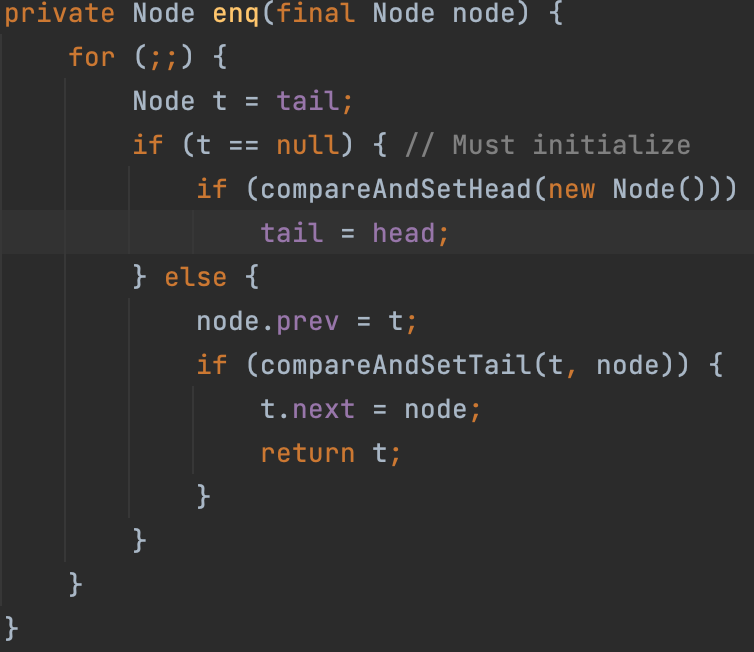 private Node enq(final Node node) {
    for (;;) {
        Node t = tail;
        if (t == null) { // Must initialize
            if (compareAndSetHead(new Node()))
                tail = head;
        } else {
            node.prev = t;
            if (compareAndSetTail(t, node)) {
                t.next = node;
                return t;
            }
        }
    }
}